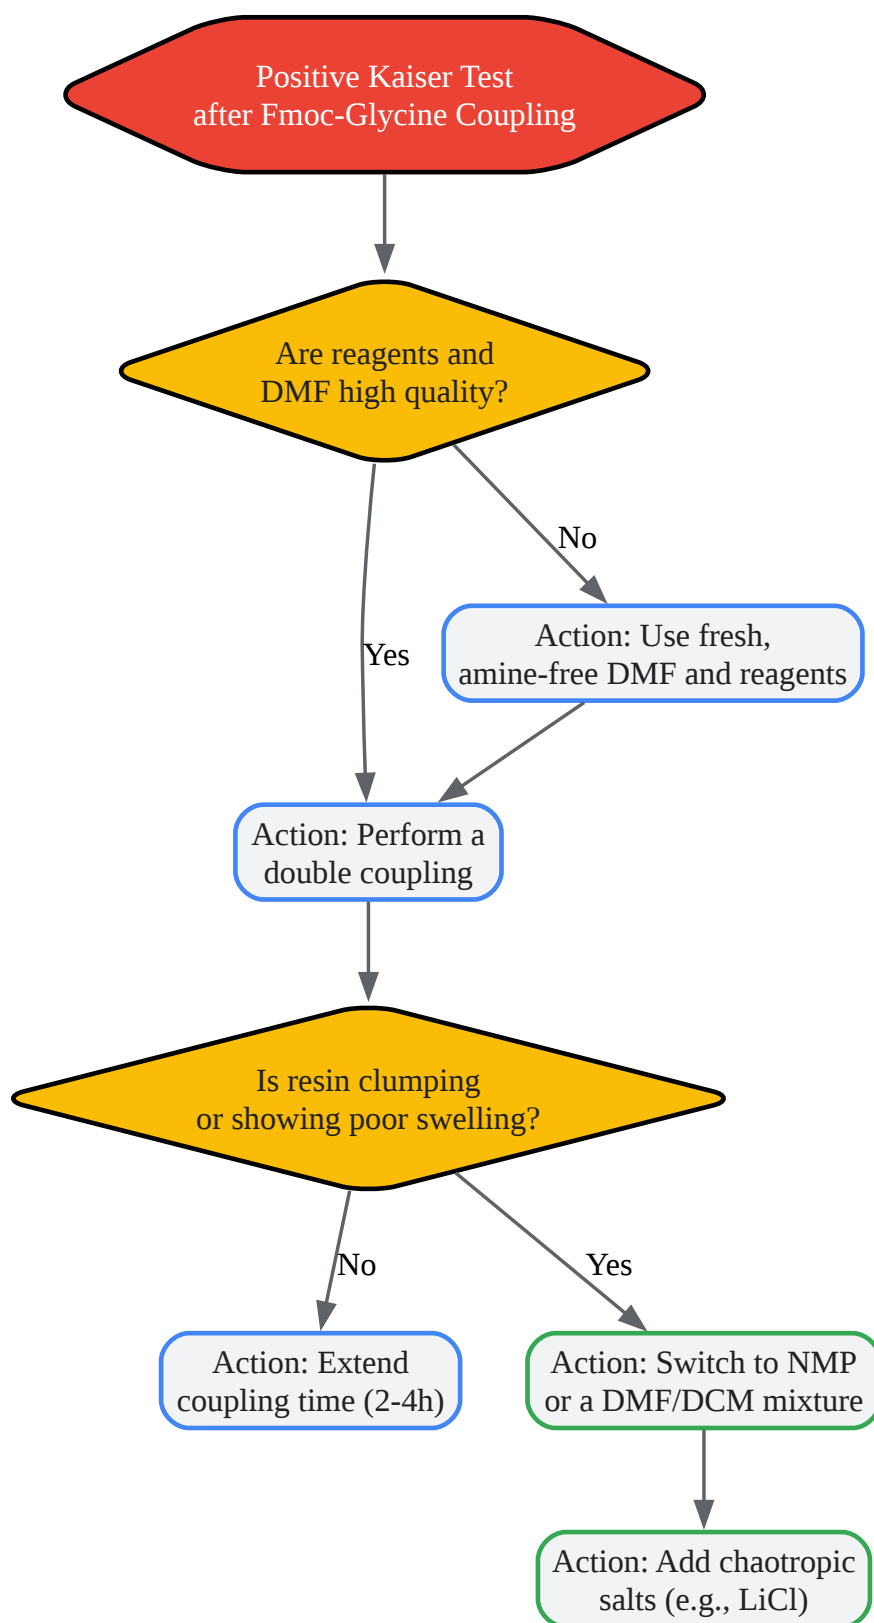 Positive Kaiser Test
after Fmoc-Glycine Coupling
Are reagents and
DMF high quality?
No
Yes
Action: Use fresh,
amine-free DMF and reagents
Action: Perform a
double coupling
Is resin clumping
or showing poor swelling?
No
Yes
Action: Extend
coupling time (2-4h)
Action: Switch to NMP
or a DMF/DCM mixture
Action: Add chaotropic
salts (e.g., LiCl)